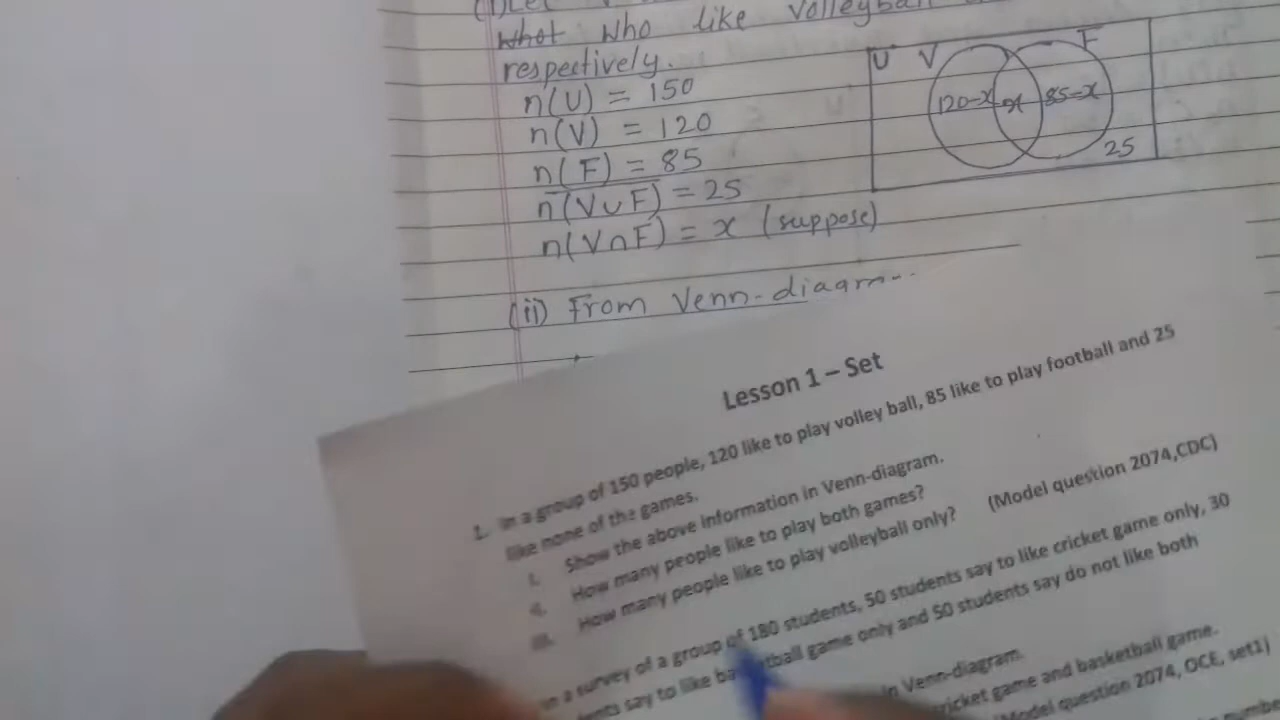 (i) Let
what who like volleyball
respectively.
n(U) = 150
n(V) = 120
n(F) = 85
n(V∪F) = 25
n(V∩F) = x (suppose)
U V F
120-x x 85-x
25
(ii) From Venn-diagram...
Lesson 1 – Set
1. In a group of 150 people, 120 like to play volley ball, 85 like to play football and 25
like none of the games.
i. Show the above information in Venn-diagram.
ii. How many people like to play both games?
iii. How many people like to play volleyball only? (Model question 2074,CDC)
In a survey of a group of 180 students, 50 students say to like cricket game only, 30
say to like basketball game only and 50 students say do not like both
in Venn-diagram.
cricket game and basketball game.
(Model question 2074, OCE, set1)